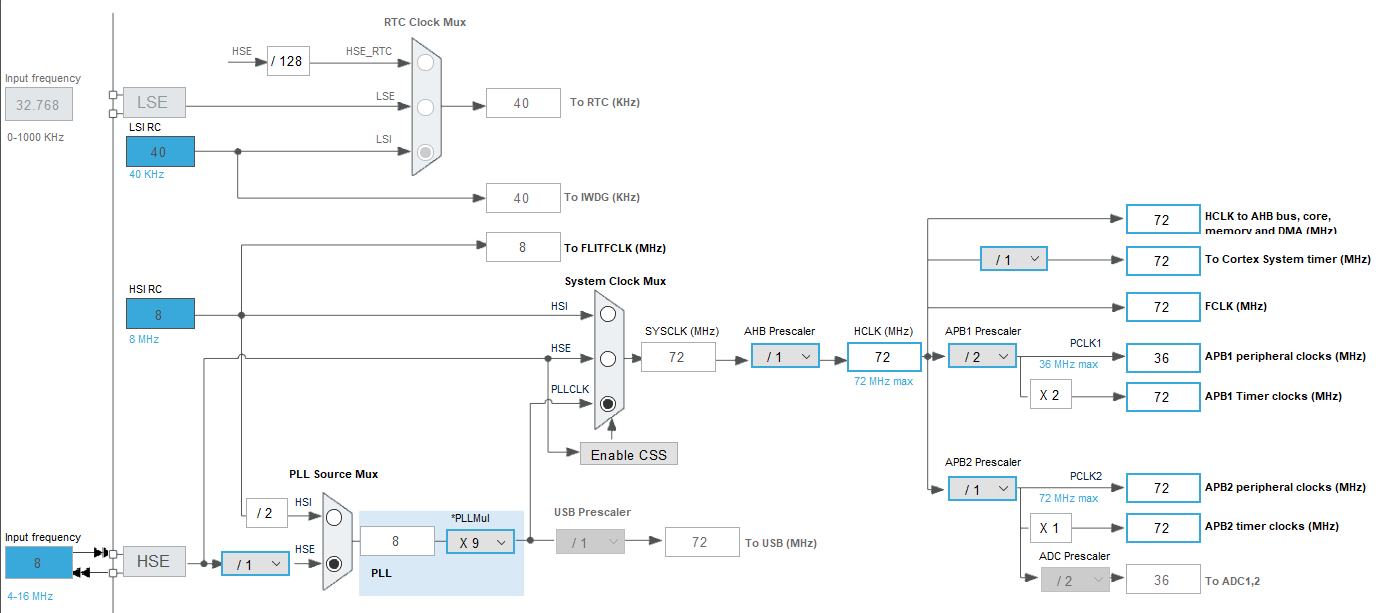 RTC Clock Mux
HSE
/ 128
HSE_RTC
Input frequency
32.768
0-1000 KHz
LSE
LSE
40
To RTC (KHz)
LSI RC
40
40 KHz
LSI
40
To IWDG (KHz)
8
To FLITFCLK (MHz)
HSI RC
8
8 MHz
System Clock Mux
HSI
HSE
PLLCLK
Enable CSS
SYSCLK (MHz)
72
AHB Prescaler
/ 1
HCLK (MHz)
72
72 MHz max
72
HCLK to AHB bus, core,
memory and DMA (MHz)
/ 1
72
To Cortex System timer (MHz)
72
FCLK (MHz)
APB1 Prescaler
/ 2
PCLK1
36 MHz max
36
APB1 peripheral clocks (MHz)
X 2
72
APB1 Timer clocks (MHz)
APB2 Prescaler
/ 1
PCLK2
72 MHz max
72
APB2 peripheral clocks (MHz)
X 1
72
APB2 timer clocks (MHz)
ADC Prescaler
/ 2
36
To ADC1,2
PLL Source Mux
HSI
/ 2
HSE
Input frequency
8
4-16 MHz
HSE
/ 1
8
*PLLMul
X 9
PLL
USB Prescaler
/ 1
72
To USB (MHz)